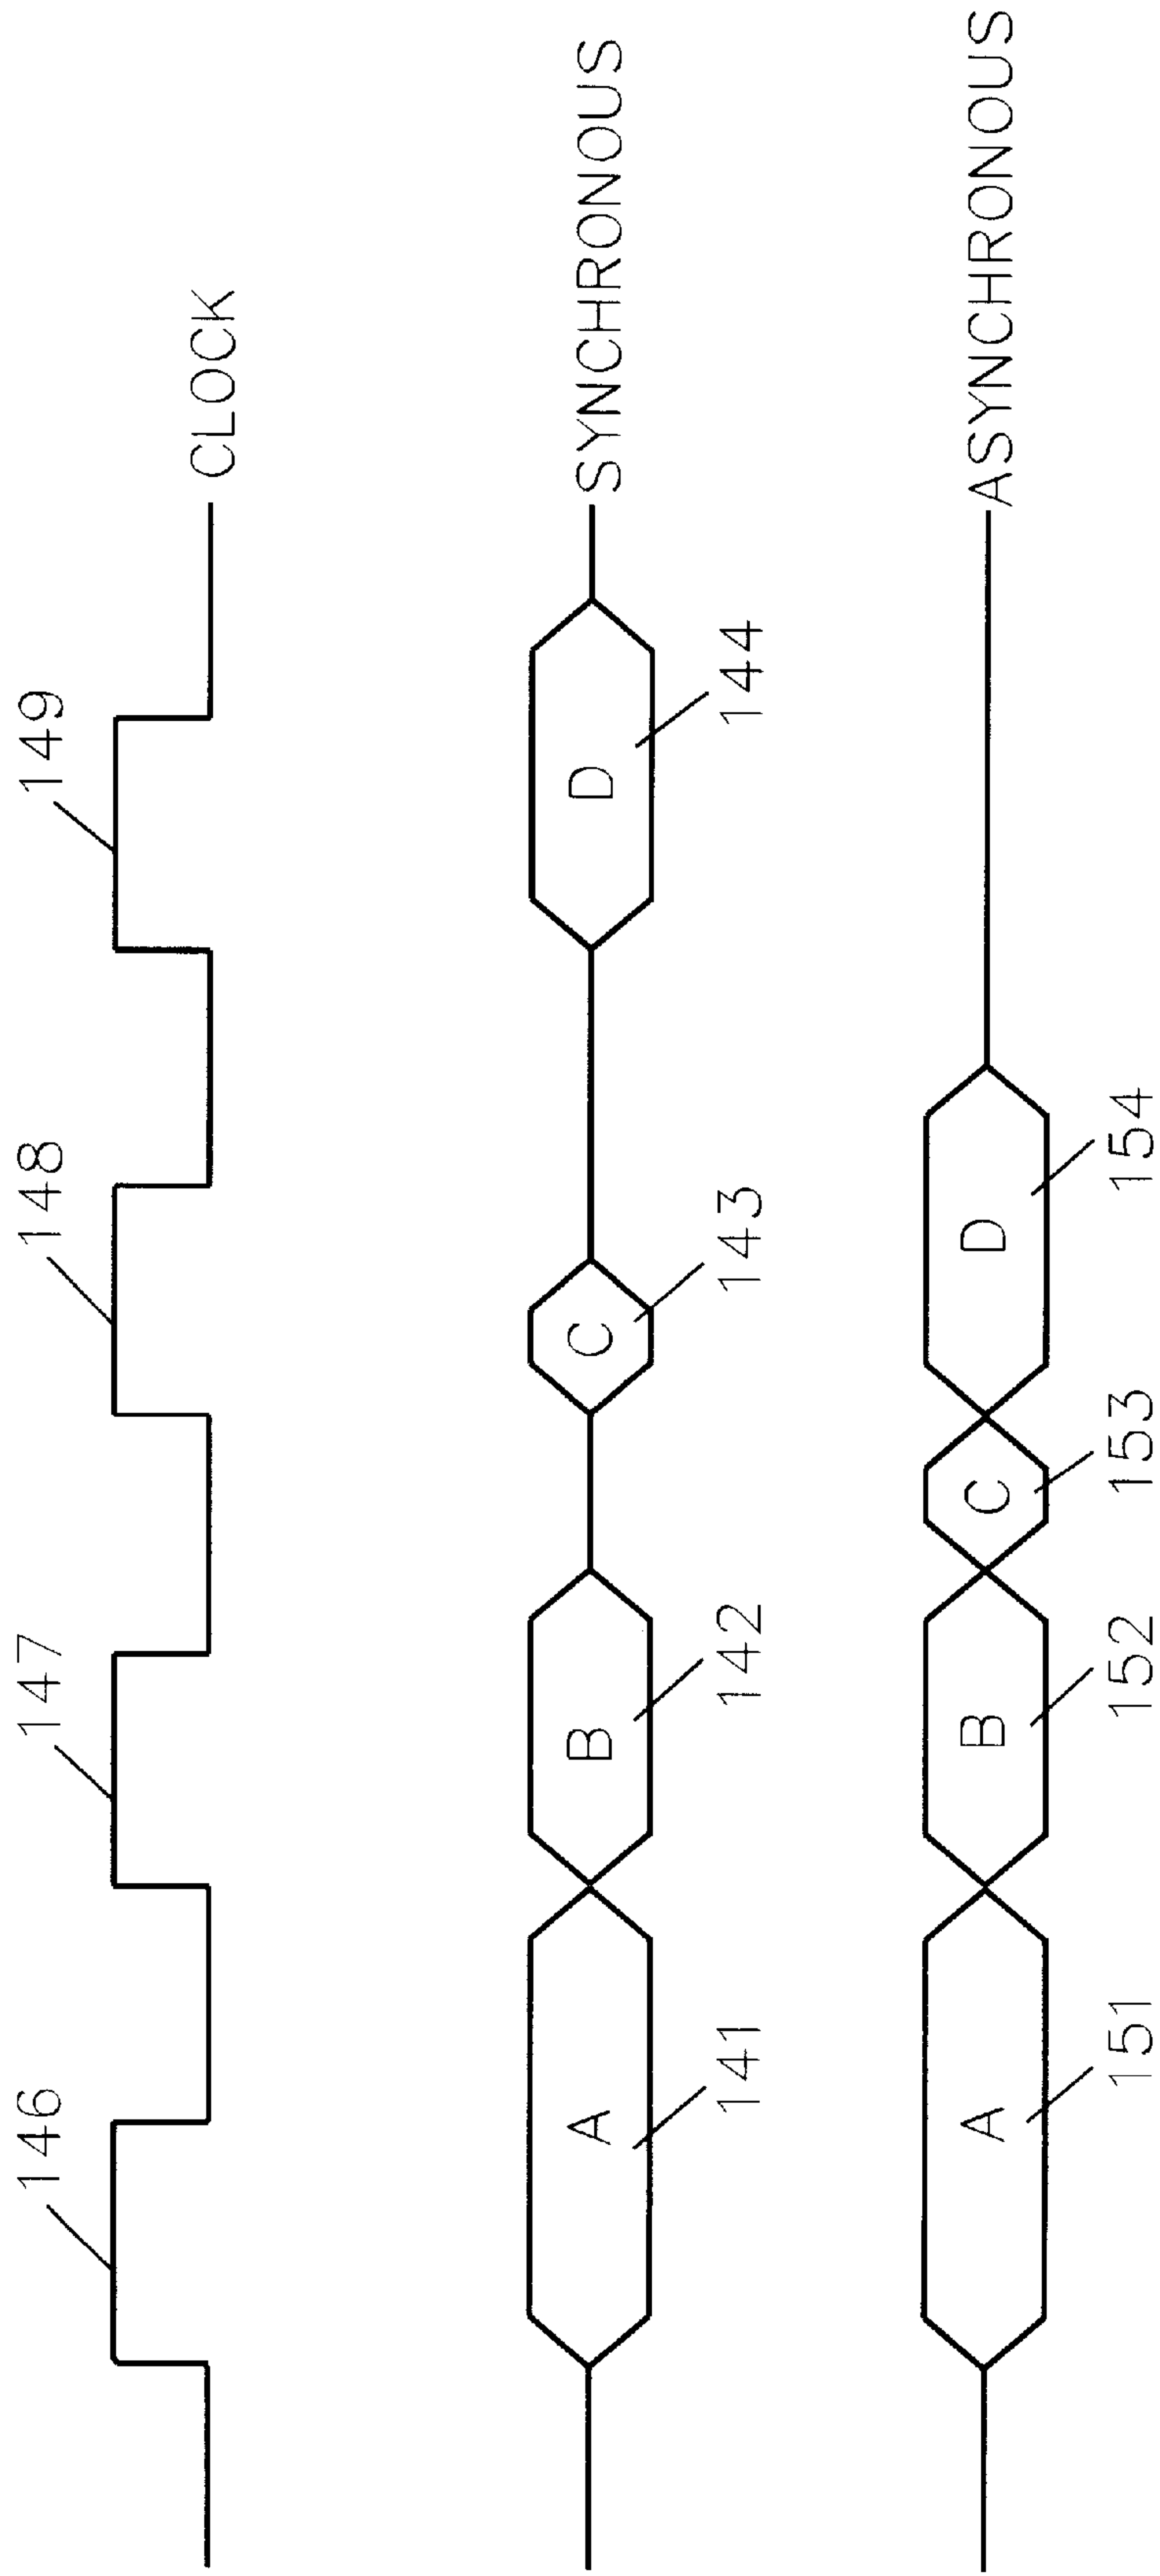 146 147 148 149
CLOCK
A B C D SYNCHRONOUS
141 142 143 144
A B C D ASYNCHRONOUS
151 152 153 154